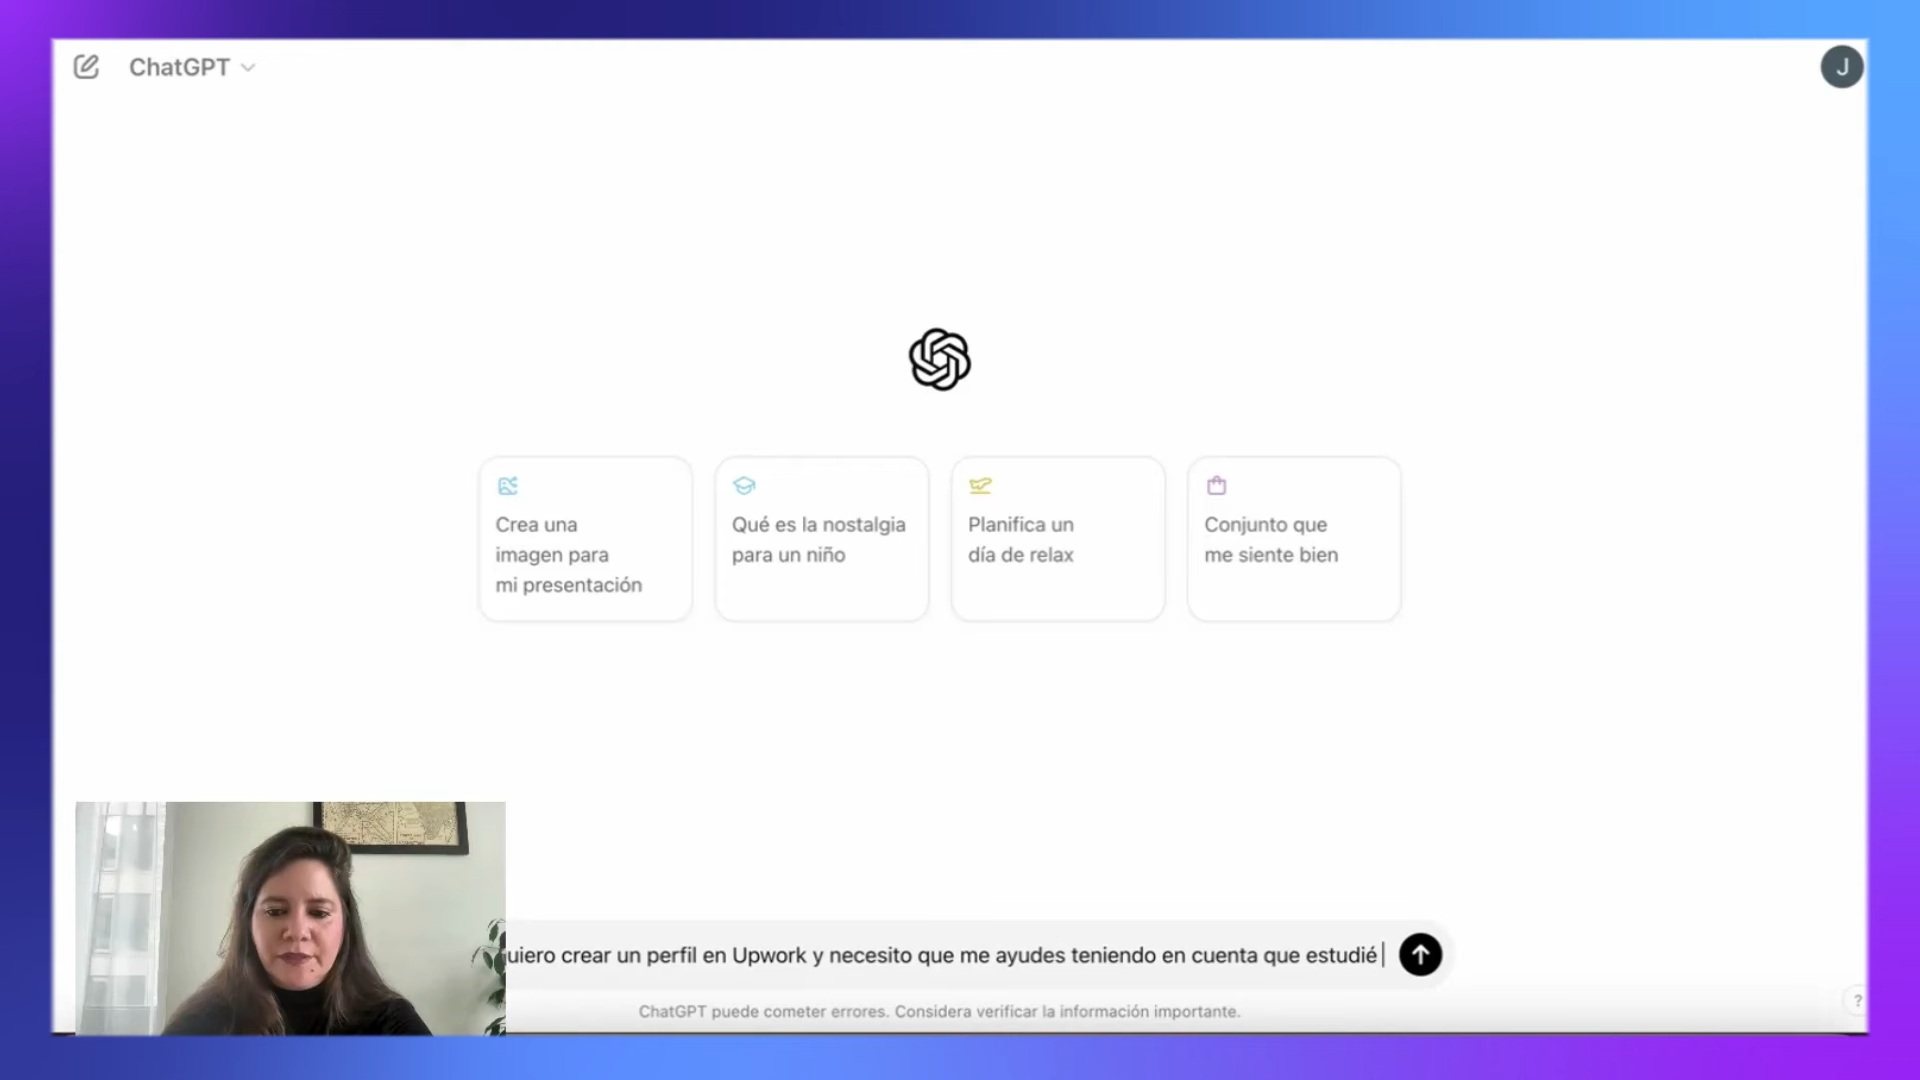 ChatGPT
J
Crea una
imagen para
mi presentación
Qué es la nostalgia
para un niño
Planifica un
día de relax
Conjunto que
me siente bien
uiero crear un perfil en Upwork y necesito que me ayudes teniendo en cuenta que estudié
ChatGPT puede cometer errores. Considera verificar la información importante.
?